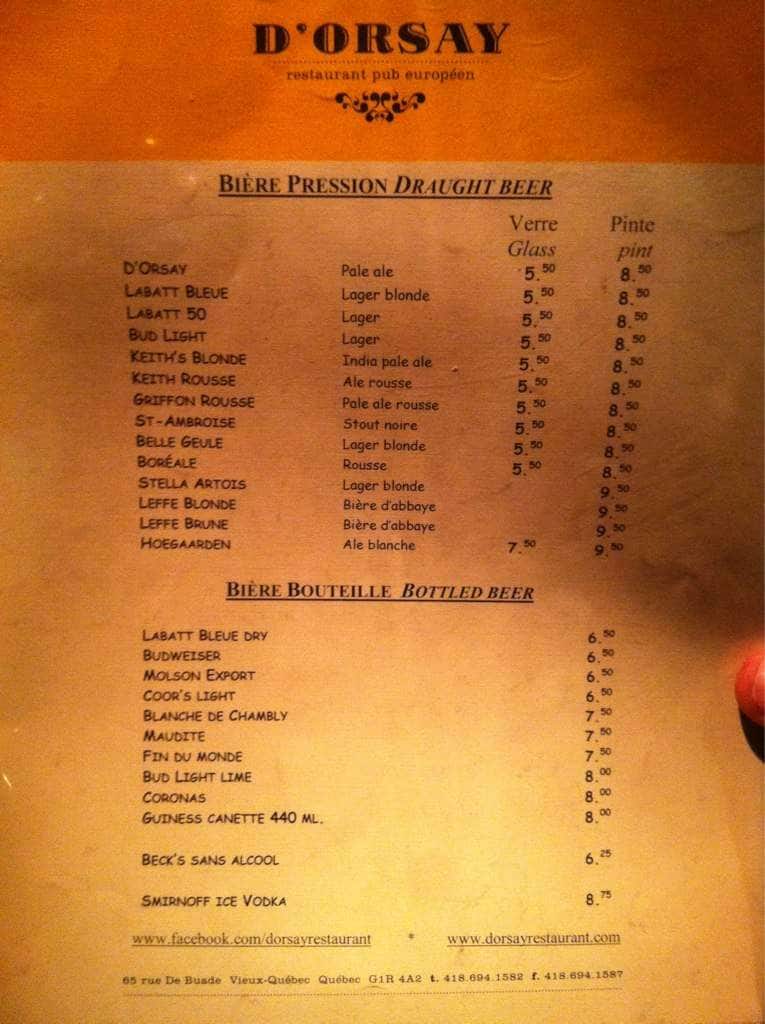 D'ORSAY
restaurant pub européen
BIÈRE PRESSION DRAUGHT BEER
Verre Pinte
Glass pint
D'ORSAY Pale ale 5.50 8.50
LABATT BLEUE Lager blonde 5.50 8.50
LABATT 50 Lager 5.50 8.50
BUD LIGHT Lager 5.50 8.50
KEITH'S BLONDE India pale ale 5.50 8.50
KEITH ROUSSE Ale rousse 5.50 8.50
GRIFFON ROUSSE Pale ale rousse 5.50 8.50
ST-AMBROISE Stout noire 5.50 8.50
BELLE GEULE Lager blonde 5.50 8.50
BORÉALE Rousse 5.50 8.50
STELLA ARTOIS Lager blonde 9.50
LEFFE BLONDE Bière d'abbaye 9.50
LEFFE BRUNE Bière d'abbaye 9.50
HOEGAARDEN Ale blanche 7.50 9.50
BIÈRE BOUTEILLE BOTTLED BEER
LABATT BLEUE DRY 6.50
BUDWEISER 6.50
MOLSON EXPORT 6.50
COOR'S LIGHT 6.50
BLANCHE DE CHAMBLY 7.50
MAUDITE 7.50
FIN DU MONDE 7.50
BUD LIGHT LIME 8.00
CORONAS 8.00
GUINESS CANETTE 440 ML. 8.00
BECK'S SANS ALCOOL 6.25
SMIRNOFF ICE VODKA 8.75
www.facebook.com/dorsayrestaurant * www.dorsayrestaurant.com
65 rue De Buade Vieux-Québec Québec G1R 4A2 t. 418.694.1582 f. 418.694.1587